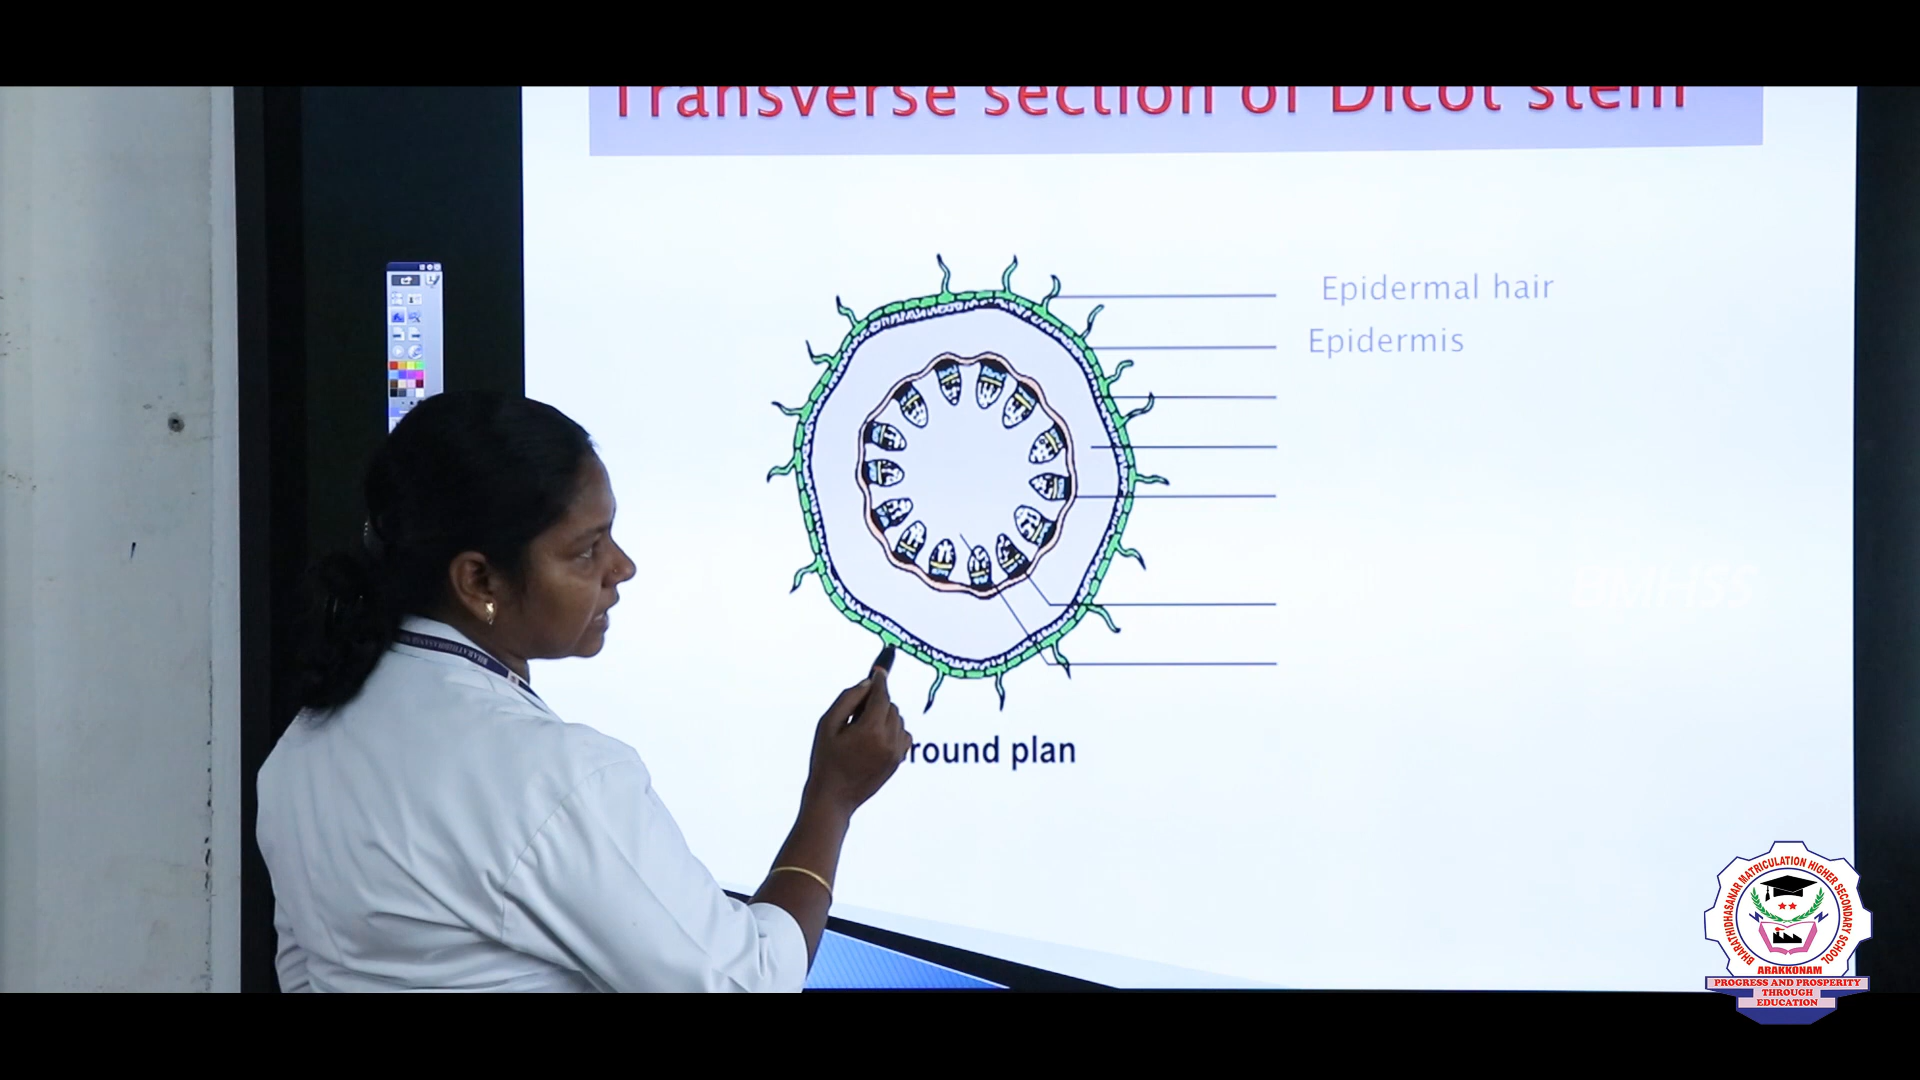 Transverse section of Dicot stem
Epidermal hair
Epidermis
round plan
BMHSS
BHARATHIDHASANAR MATRICULATION HIGHER SECONDARY SCHOOL
ARAKKONAM
PROGRESS AND PROSPERITY
THROUGH
EDUCATION